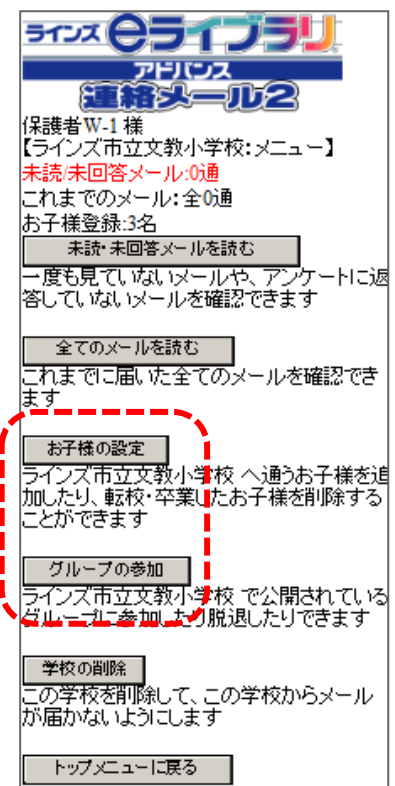 ラインズ eライブラリ
アドバンス
連絡メール2
保護者W-1 様
【ラインズ市立文教小学校:メニュー】
未読/未回答メール:0通
これまでのメール:全0通
お子様登録:3名
未読・未回答メールを読む
一度も見ていないメールや、アンケートに返
答していないメールを確認できます
全てのメールを読む
これまでに届いた全てのメールを確認でき
ます
お子様の設定
ラインズ市立文教小学校 へ通うお子様を追
加したり、転校・卒業したお子様を削除する
ことができます
グループの参加
ラインズ市立文教小学校 で公開されている
グループに参加したり脱退したりできます
学校の削除
この学校を削除して、この学校からメール
が届かないようにします
トップメニューに戻る